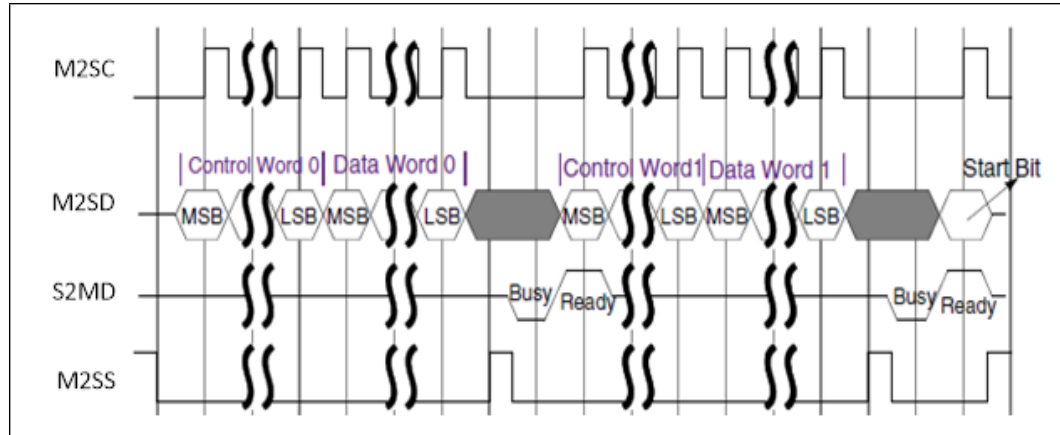 M2SC
Control Word 0 Data Word 0 Control Word1 Data Word 1 Start Bit
M2SD MSB LSB MSB LSB MSB LSB MSB LSB
S2MD Busy Ready Busy Ready
M2SS